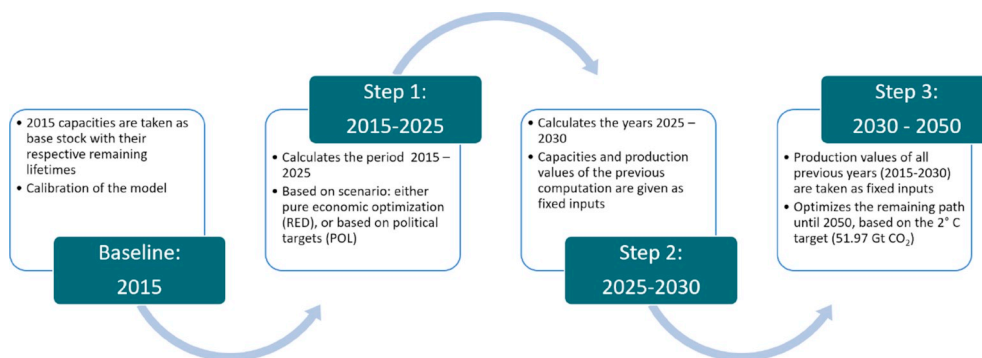 • 2015 capacities are taken as
base stock with their
respective remaining
lifetimes
• Calibration of the model
Baseline:
2015
Step 1:
2015-2025
• Calculates the period 2015 –
2025
• Based on scenario: either
pure economic optimization
(RED), or based on political
targets (POL)
• Calculates the years 2025 –
2030
• Capacities and production
values of the previous
computation are given as
fixed inputs
Step 2:
2025-2030
Step 3:
2030 - 2050
• Production values of all
previous years (2015-2030)
are taken as fixed inputs
• Optimizes the remaining path
until 2050, based on the 2° C
target (51.97 Gt CO₂)